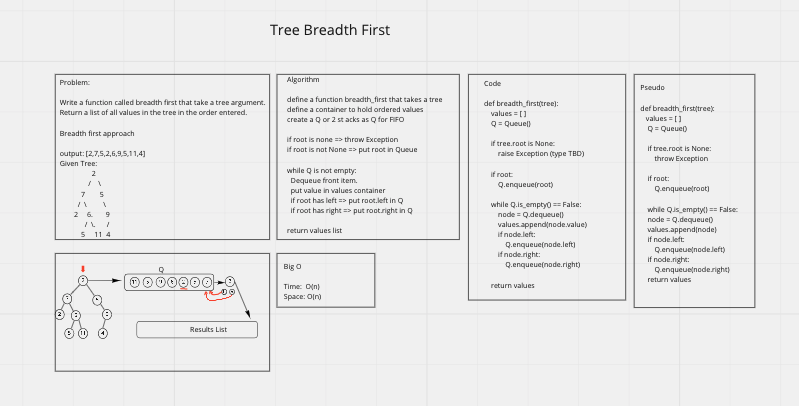 Tree Breadth First
Problem:
Write a function called breadth first that take a tree argument.
Return a list of all values in the tree in the order entered.
Breadth first approach
output: [2,7,5,2,6,9,5,11,4]
Given Tree:
2
/ \
7 5
/ \ \
2 6. 9
/ \. /
5 11 4
Algorithm
define a function breadth_first that takes a tree
define a container to hold ordered values
create a Q or 2 st acks as Q for FIFO
if root is none => throw Exception
if root is not None => put root in Queue
while Q is not empty:
Dequeue front item.
put value in values container
if root has left => put root.left in Q
if root has right => put root.right in Q
return values list
Code
def breadth_first(tree):
values = [ ]
Q = Queue()
if tree.root is None:
raise Exception (type TBD)
if root:
Q.enqueue(root)
while Q.is_empty() == False:
node = Q.dequeue()
values.append(node.value)
if node.left:
Q.enqueue(node.left)
if node.right:
Q.enqueue(node.right)
return values
Pseudo
def breadth_first(tree):
values = [ ]
Q = Queue()
if tree.root is None:
throw Exception
if root:
Q.enqueue(root)
while Q.is_empty() == False:
node = Q.dequeue()
values.append(node)
if node.left:
Q.enqueue(node.left)
if node.right:
Q.enqueue(node.right)
return values
Q
2
5 11 4
Results List
Big O
Time: O(n)
Space: O(n)